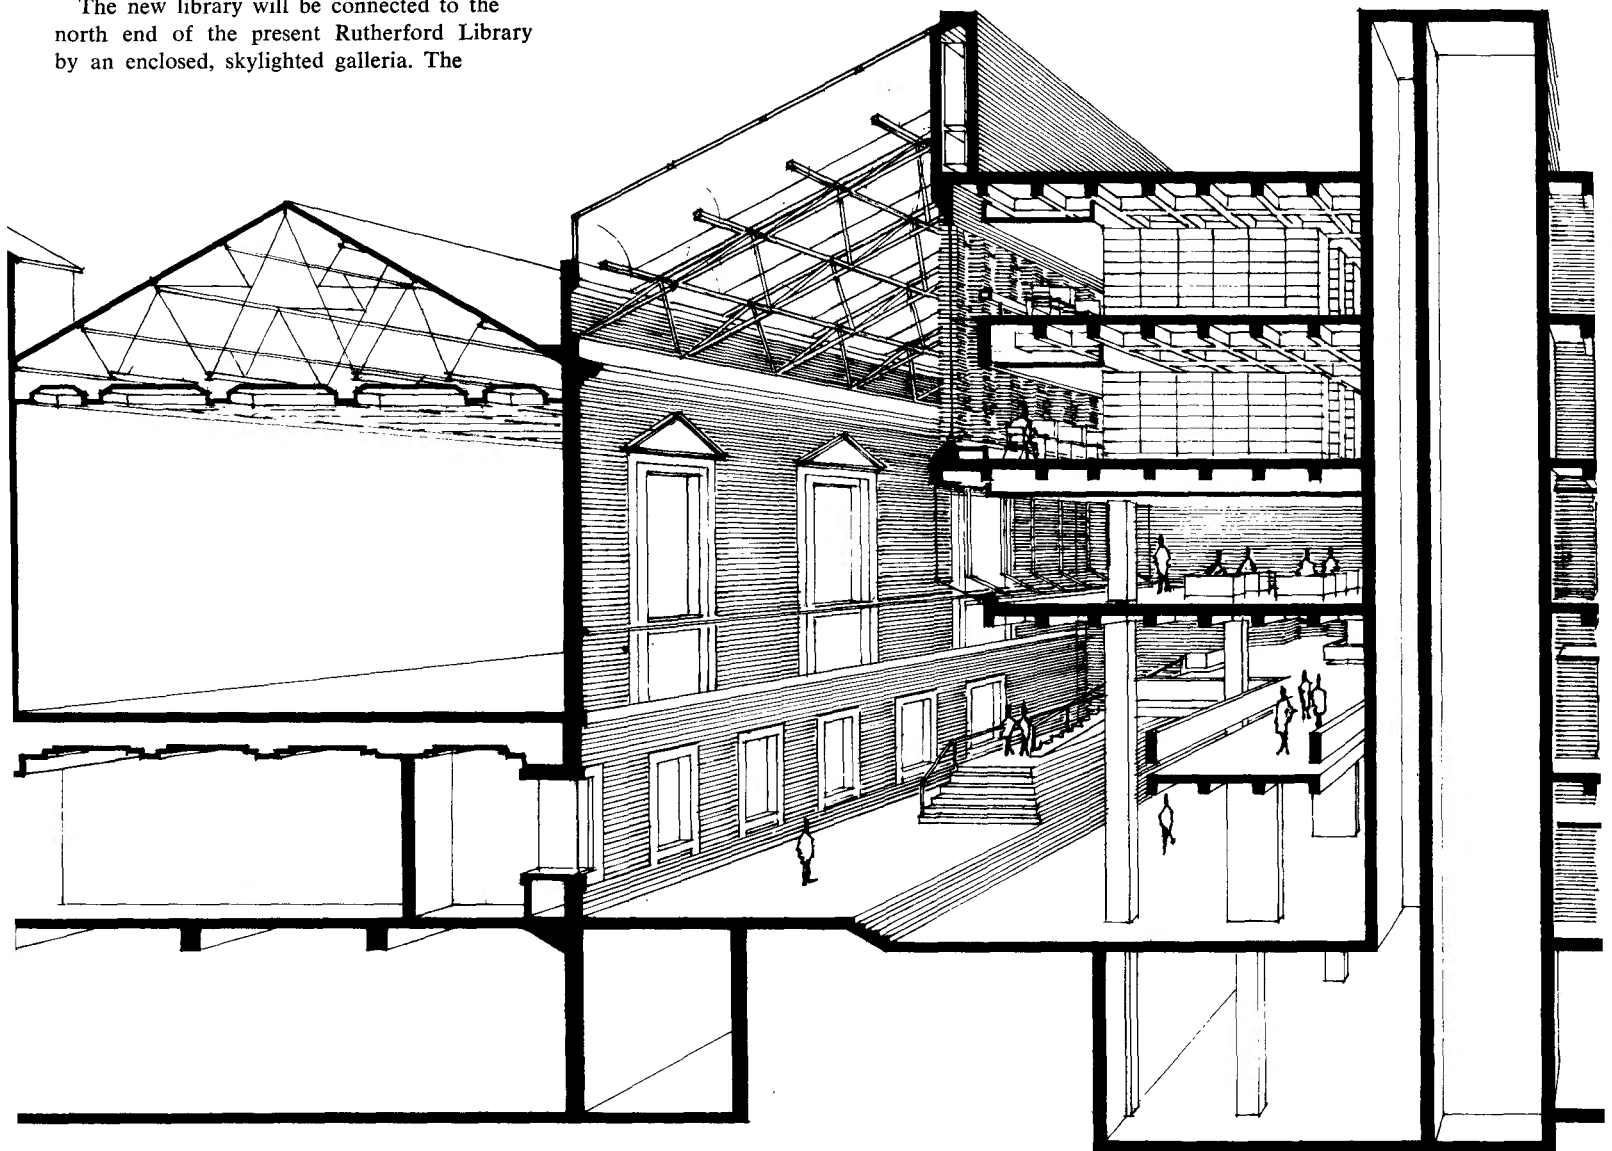 The new library will be connected to the
north end of the present Rutherford Library
by an enclosed, skylighted galleria. The